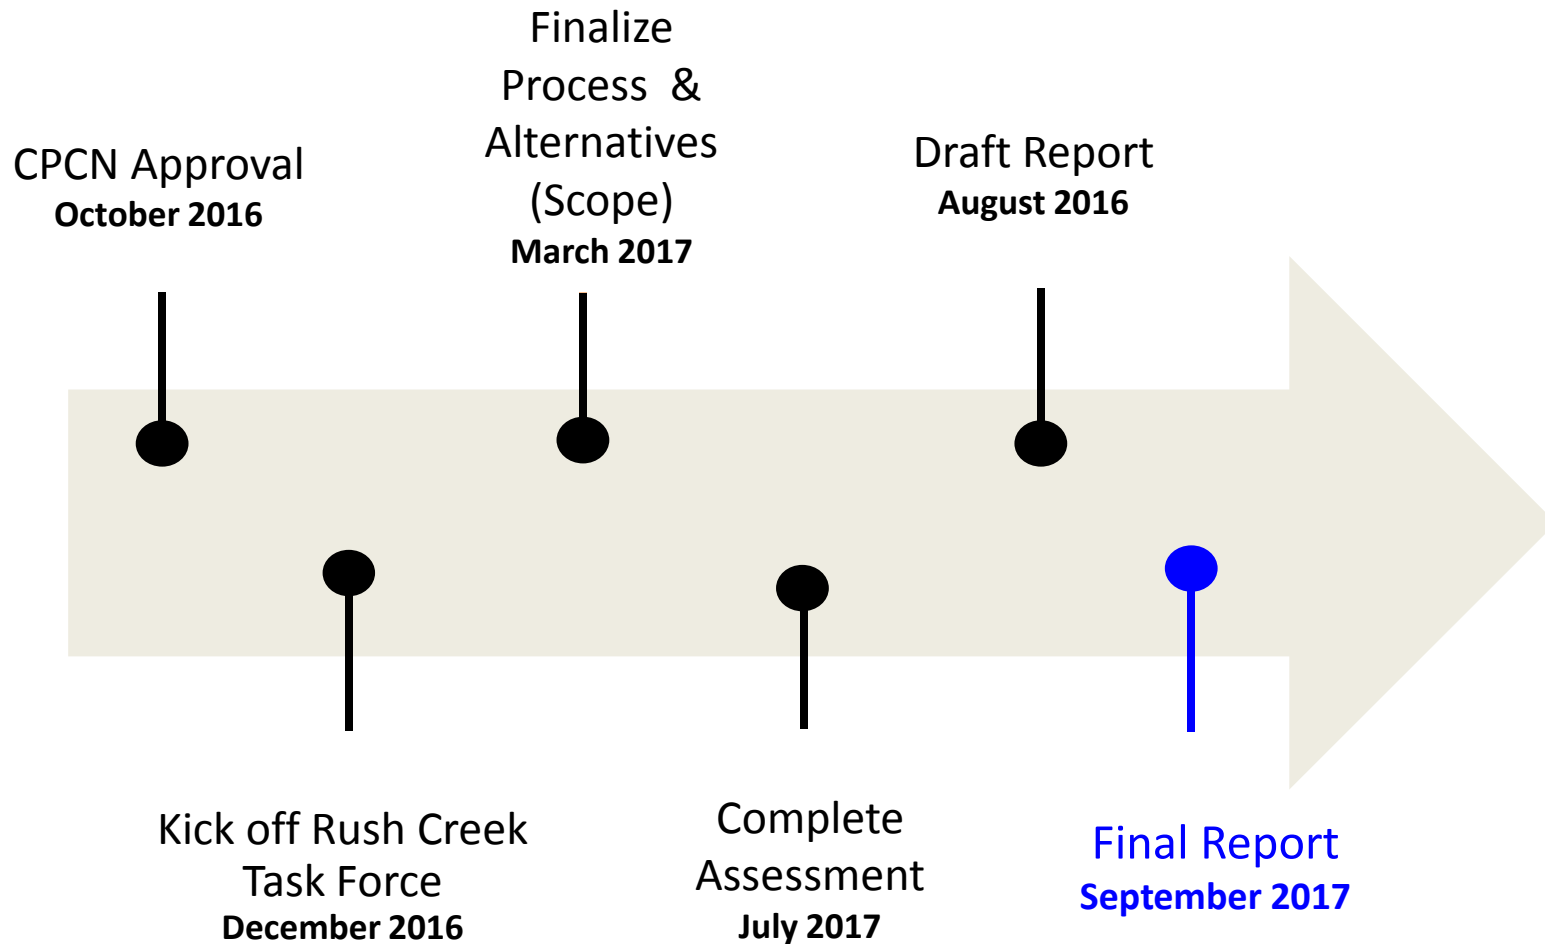 CPCN Approval
October 2016
Finalize
Process &
Alternatives
(Scope)
March 2017
Draft Report
August 2016
Kick off Rush Creek
Task Force
December 2016
Complete
Assessment
July 2017
Final Report
September 2017